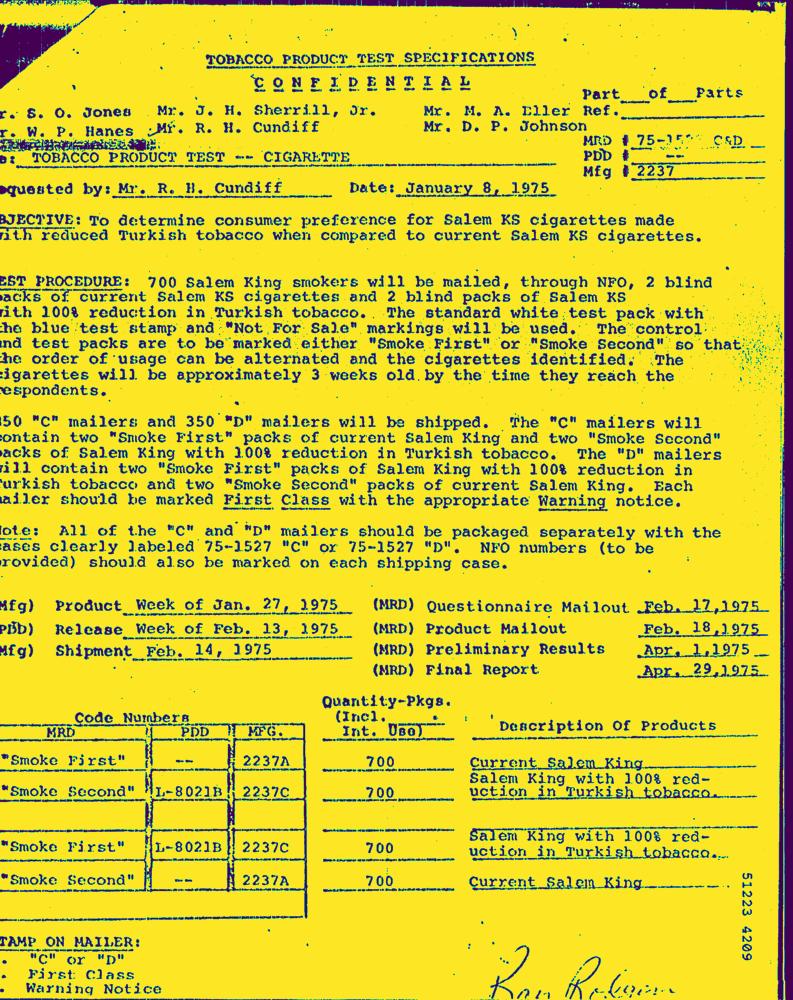 TOBACCO PRODUCT TEST SPECIFICATIONS
CONFIDENTIAL
Part__of__Parts
r. S. O. Jones Mr. J. H. Sherrill, Jr. Mr. M. A. Eller Ref.
r. W. P. Hanes Mr. R. H. Cundiff Mr. D. P. Johnson
MRD # 75- C&D
e: TOBACCO PRODUCT TEST -- CIGARETTE PDD # --
Mfg # 2237
equested by: Mr. R. H. Cundiff Date: January 8, 1975
BJECTIVE: To determine consumer preference for Salem KS cigarettes made
ith reduced Turkish tobacco when compared to current Salem KS cigarettes.
EST PROCEDURE: 700 Salem King smokers will be mailed, through NFO, 2 blind
packs of current Salem KS cigarettes and 2 blind packs of Salem KS
with 100% reduction in Turkish tobacco. The standard white test pack with
the blue test stamp and "Not For Sale" markings will be used. The control
and test packs are to be marked either "Smoke First" or "Smoke Second" so that
the order of usage can be alternated and the cigarettes identified. The
cigarettes will be approximately 3 weeks old by the time they reach the
respondents.
350 "C" mailers and 350 "D" mailers will be shipped. The "C" mailers will
contain two "Smoke First" packs of current Salem King and two "Smoke Second"
packs of Salem King with 100% reduction in Turkish tobacco. The "D" mailers
will contain two "Smoke First" packs of Salem King with 100% reduction in
Turkish tobacco and two "Smoke Second" packs of current Salem King. Each
mailer should be marked First Class with the appropriate Warning notice.
Note: All of the "C" and "D" mailers should be packaged separately with the
cases clearly labeled 75-1527 "C" or 75-1527 "D". NFO numbers (to be
provided) should also be marked on each shipping case.
Mfg) Product Week of Jan. 27, 1975 (MRD) Questionnaire Mailout Feb. 17,1975
PDD) Release Week of Feb. 13, 1975 (MRD) Product Mailout Feb. 18,1975
Mfg) Shipment Feb. 14, 1975 (MRD) Preliminary Results Apr. 1,1975
(MRD) Final Report Apr. 29,1975
Quantity-Pkgs.
Code Numbers (Incl. Description Of Products
MRD PDD MFG. Int. Use)
"Smoke First" -- 2237A 700 Current Salem King
Salem King with 100% red-
"Smoke Second" L-8021B 2237C 700 uction in Turkish tobacco.
Salem King with 100% red-
"Smoke First" L-8021B 2237C 700 uction in Turkish tobacco.
"Smoke Second" -- 2237A 700 Current Salem King
51223 4209
TAMP ON MAILER:
. "C" or "D"
. First Class
. Warning Notice